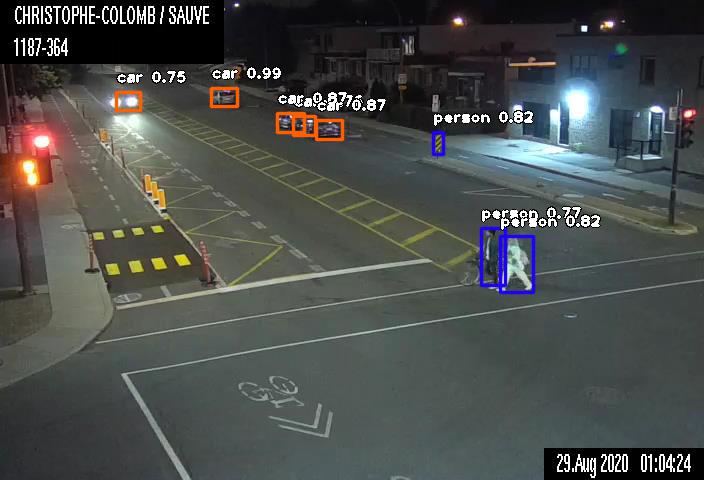 CHRISTOPHE-COLOMB / SAUVE
1187-364
car 0.75
car 0.99
car 0.87
car 0.87
person 0.82
person 0.77
person 0.82
29.Aug 2020 01:04:24